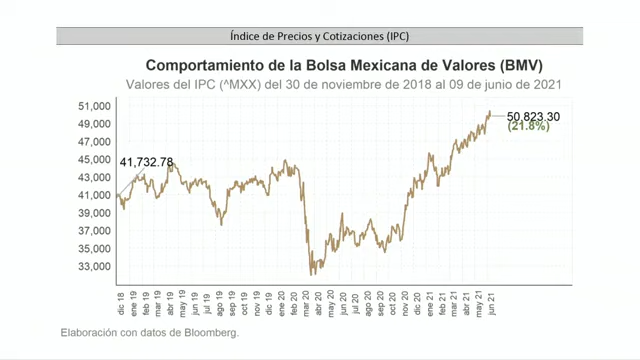 Índice de Precios y Cotizaciones (IPC)
Comportamiento de la Bolsa Mexicana de Valores (BMV)
Valores del IPC (^MXX) del 30 de noviembre de 2018 al 09 de junio de 2021
51,000
49,000
47,000
45,000
43,000
41,000
39,000
37,000
35,000
33,000
41,732.78
50,823.30
(21.8%)
dic 18
ene 19
feb 19
mar 19
abr 19
may 19
jun 19
jul 19
ago 19
sep 19
oct 19
nov 19
dic 19
ene 20
feb 20
mar 20
abr 20
may 20
jun 20
jul 20
ago 20
sep 20
oct 20
nov 20
dic 20
ene 21
feb 21
mar 21
abr 21
may 21
jun 21
Elaboración con datos de Bloomberg.